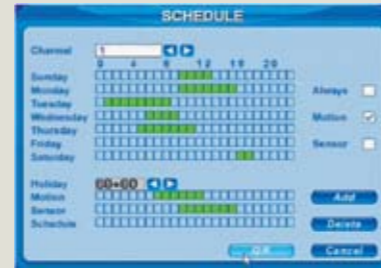 SCHEDULE
Channel 1
0 4 8 12 16 20
Sunday
Monday Always
Tuesday
Wednesday Motion
Thursday
Friday Sensor
Saturday
Holiday
Motion Add
Sensor
Schedule Delete
OK Cancel